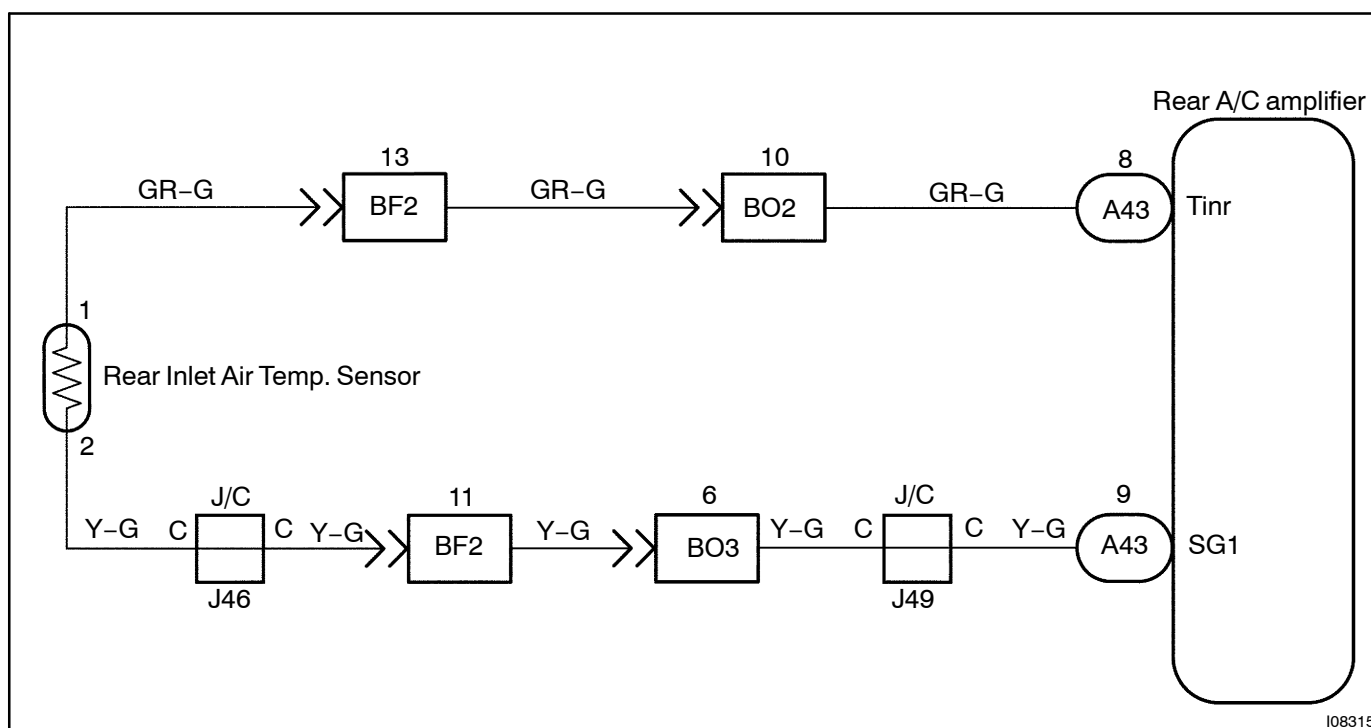 Rear A/C amplifier
13
10
8
GR−G
BF2
GR−G
BO2
GR−G
A43
Tinr
1
Rear Inlet Air Temp. Sensor
2
J/C
11
6
J/C
9
Y−G
C
C
Y−G
BF2
Y−G
BO3
Y−G
C
C
Y−G
A43
SG1
J46
J49
I08315